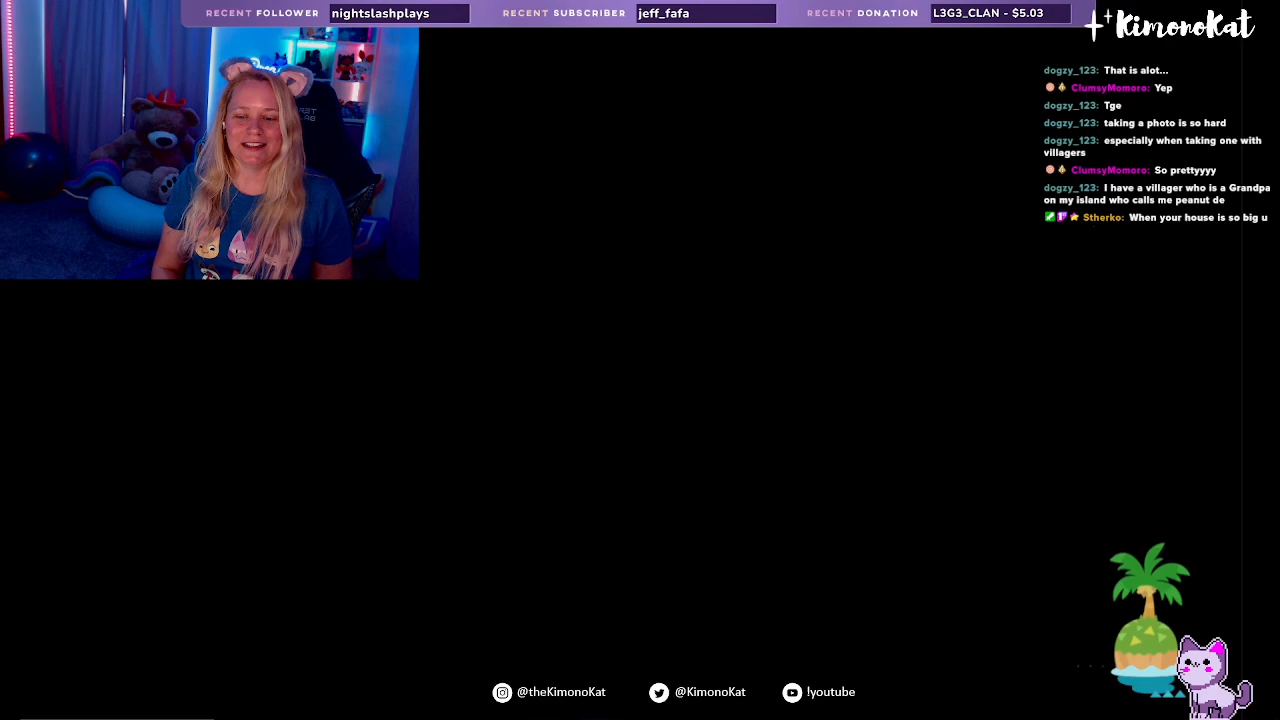 RECENT FOLLOWER nightslashplays RECENT SUBSCRIBER jeff_fafa RECENT DONATION L3G3_CLAN - $5.03
KimonoKat
dogzy_123: That is alot...
ClumsyMomoro: Yep
dogzy_123: Tge
dogzy_123: taking a photo is so hard
dogzy_123: especially when taking one with
villagers
ClumsyMomoro: So prettyyyy
dogzy_123: I have a villager who is a Grandpa
on my island who calls me peanut de
Stherko: When your house is so big u
@theKimonoKat @KimonoKat !youtube